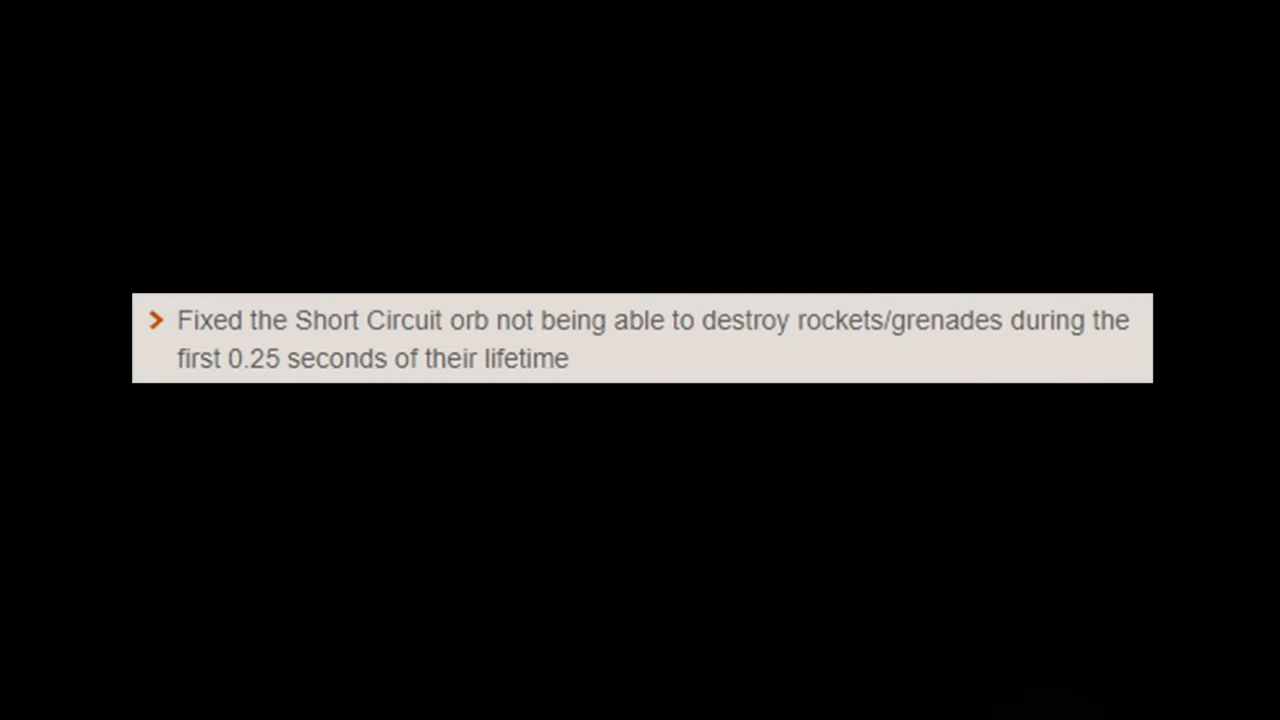 Fixed the Short Circuit orb not being able to destroy rockets/grenades during the
first 0.25 seconds of their lifetime